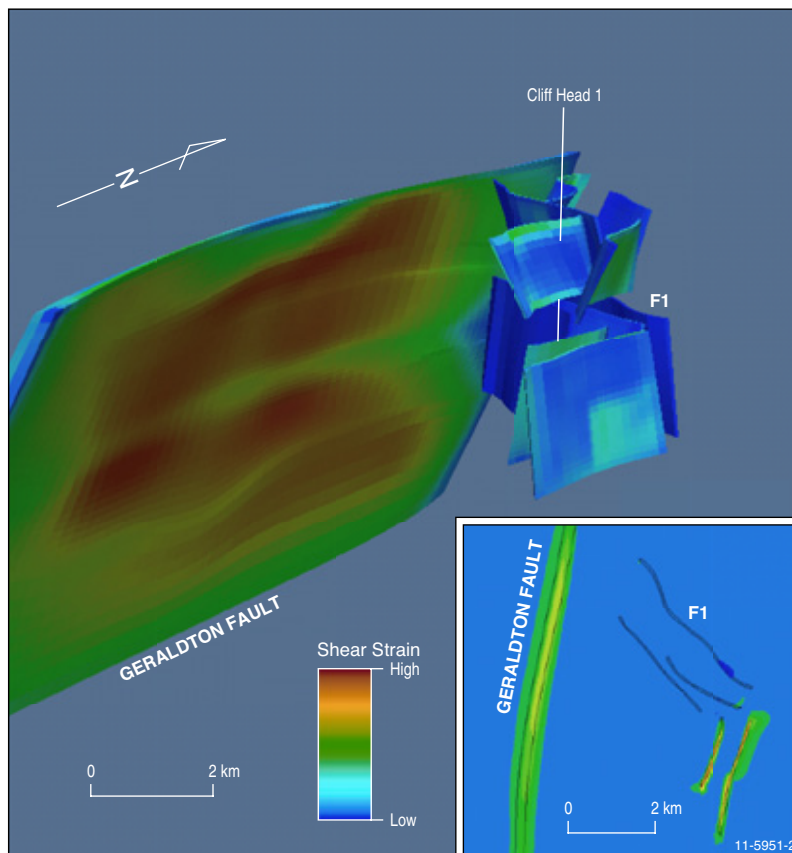 Cliff Head 1
N
F1
GERALDTON FAULT
Shear Strain
High
Low
0 2 km
GERALDTON FAULT
F1
0 2 km
11-5951-2